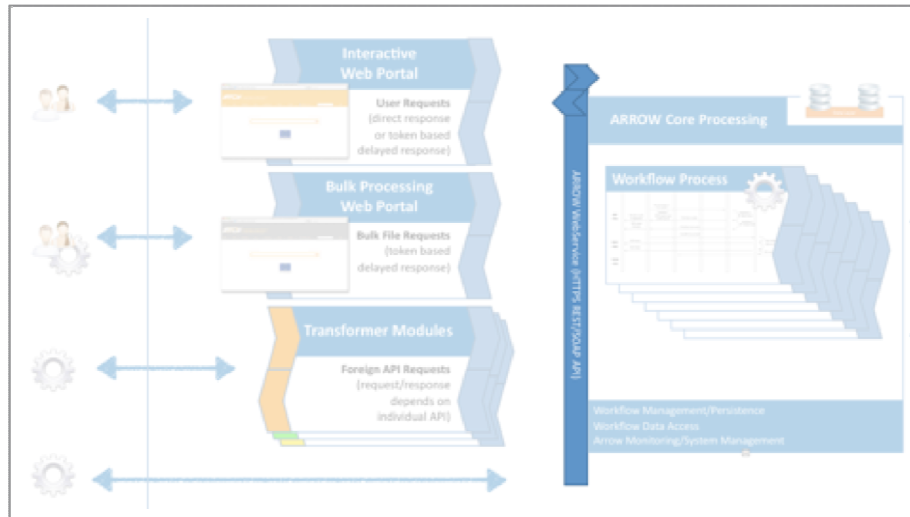 Interactive
Web Portal
User Requests
(direct response
or token based
delayed response)
Bulk Processing
Web Portal
Bulk File Requests
(token based
delayed response)
Transformer Modules
Foreign API Requests
(request/response
depends on
individual API)
ARROW WebService (HTTPS REST/SOAP API)
ARROW Core Processing
Workflow Process
Workflow Management/Persistence
Workflow Data Access
Arrow Monitoring/System Management